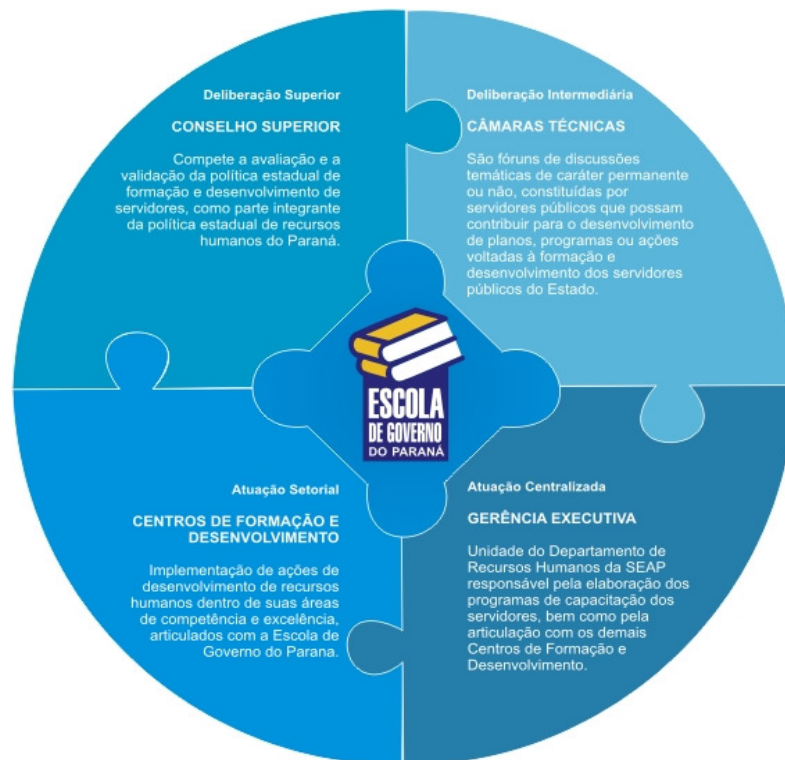 Deliberação Superior
CONSELHO SUPERIOR
Compete a avaliação e a
validação da política estadual de
formação e desenvolvimento de
servidores, como parte integrante
da política estadual de recursos
humanos do Paraná.
Deliberação Intermediária
CÂMARAS TÉCNICAS
São fóruns de discussões
temáticas de caráter permanente
ou não, constituídas por
servidores públicos que possam
contribuir para o desenvolvimento
de planos, programas ou ações
voltadas à formação e
desenvolvimento dos servidores
públicos do Estado.
ESCOLA
DE GOVERNO
DO PARANÁ
Atuação Setorial
CENTROS DE FORMAÇÃO E
DESENVOLVIMENTO
Implementação de ações de
desenvolvimento de recursos
humanos dentro de suas áreas
de competência e excelência,
articulados com a Escola de
Governo do Parana.
Atuação Centralizada
GERÊNCIA EXECUTIVA
Unidade do Departamento de
Recursos Humanos da SEAP
responsável pela elaboração dos
programas de capacitação dos
servidores, bem como pela
articulação com os demais
Centros de Formação e
Desenvolvimento.